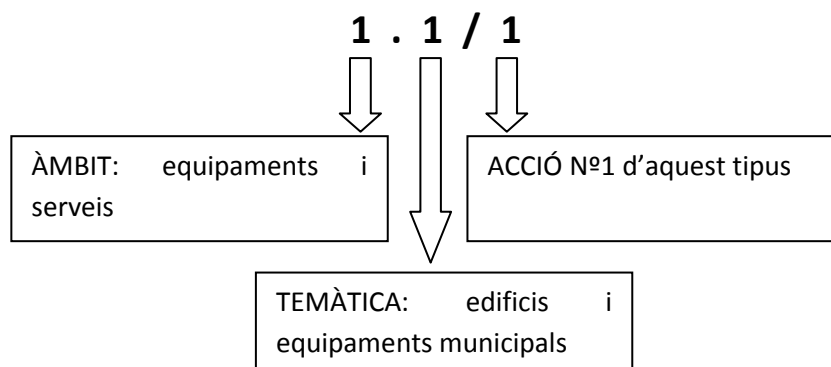 1 . 1 / 1
ÀMBIT: equipaments i
serveis
ACCIÓ Nº1 d'aquest tipus
TEMÀTICA: edificis i
equipaments municipals